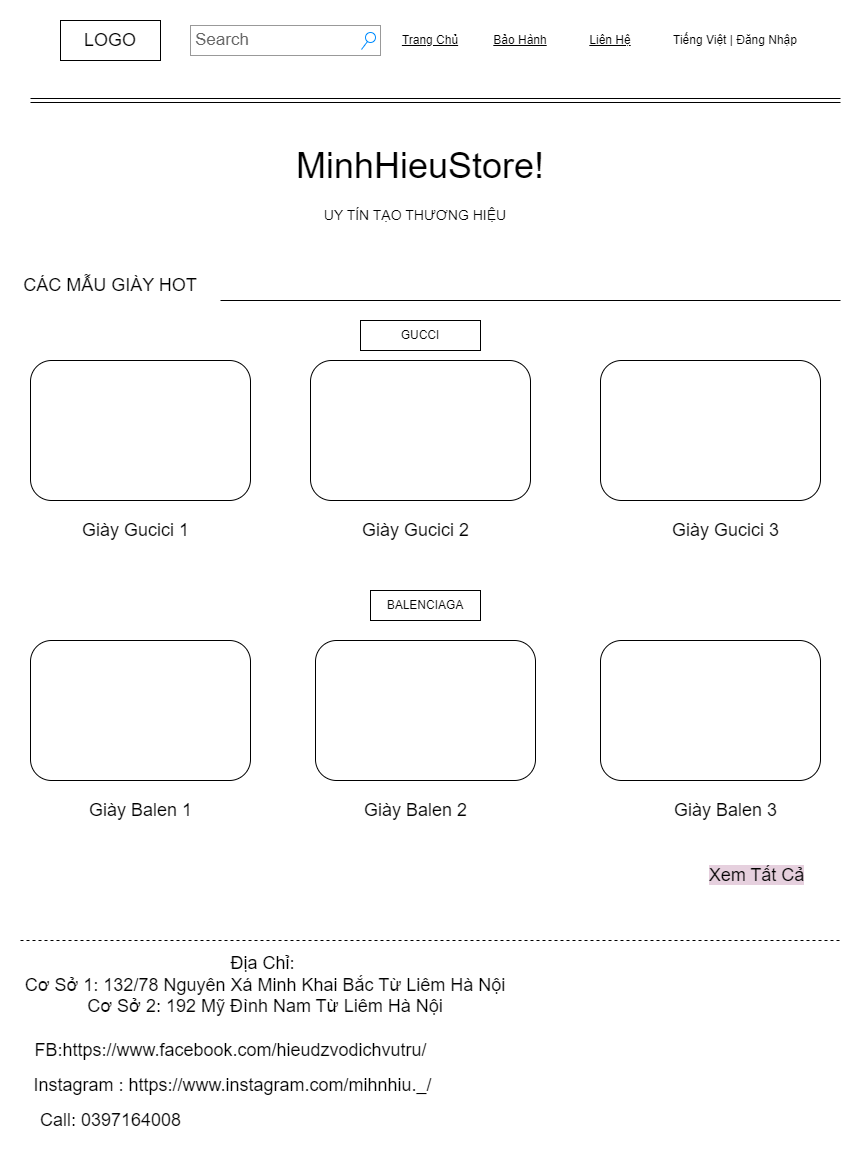 LOGO
Search
Trang Chủ
Bảo Hành
Liên Hệ
Tiếng Việt | Đăng Nhập
MinhHieuStore!
UY TÍN TẠO THƯƠNG HIỆU
CÁC MẪU GIÀY HOT
GUCCI
Giày Gucici 1
Giày Gucici 2
Giày Gucici 3
BALENCIAGA
Giày Balen 1
Giày Balen 2
Giày Balen 3
Xem Tất Cả
Địa Chỉ:
Cơ Sở 1: 132/78 Nguyên Xá Minh Khai Bắc Từ Liêm Hà Nội
Cơ Sở 2: 192 Mỹ Đình Nam Từ Liêm Hà Nội
FB:https://www.facebook.com/hieudzvodichvutru/
Instagram : https://www.instagram.com/mihnhiu._/
Call: 0397164008